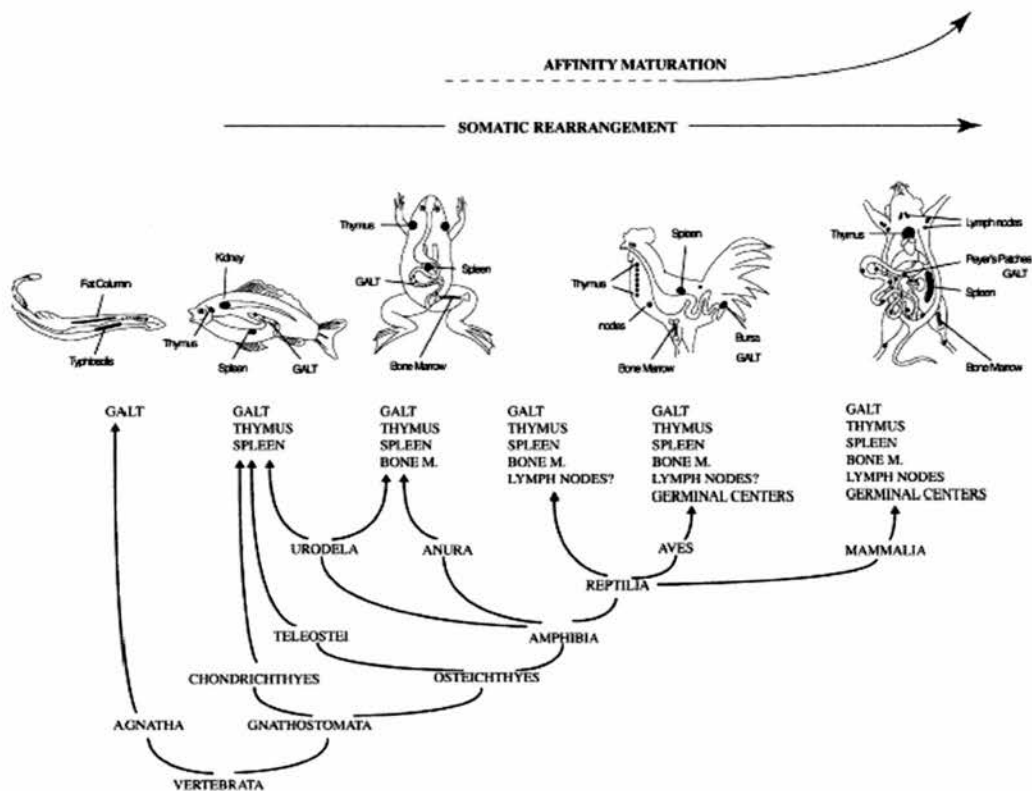 AFFINITY MATURATION
SOMATIC REARRANGEMENT
Fat Column
Typhlosolis
Kidney
Thymus
Spleen
GALT
Thymus
Spleen
GALT
Bone Marrow
Spleen
Thymus
nodes
Bone Marrow
Bursa
GALT
Lymph nodes
Thymus
Peyer's Patches
GALT
Spleen
Bone Marrow
GALT
GALT
THYMUS
SPLEEN
GALT
THYMUS
SPLEEN
BONE M.
GALT
THYMUS
SPLEEN
BONE M.
LYMPH NODES?
GALT
THYMUS
SPLEEN
BONE M.
LYMPH NODES?
GERMINAL CENTERS
GALT
THYMUS
SPLEEN
BONE M.
LYMPH NODES
GERMINAL CENTERS
URODELA
ANURA
AVES
MAMMALIA
REPTILIA
TELEOSTEI
AMPHIBIA
CHONDRICHTHYES
OSTEICHTHYES
AGNATHA
GNATHOSTOMATA
VERTEBRATA